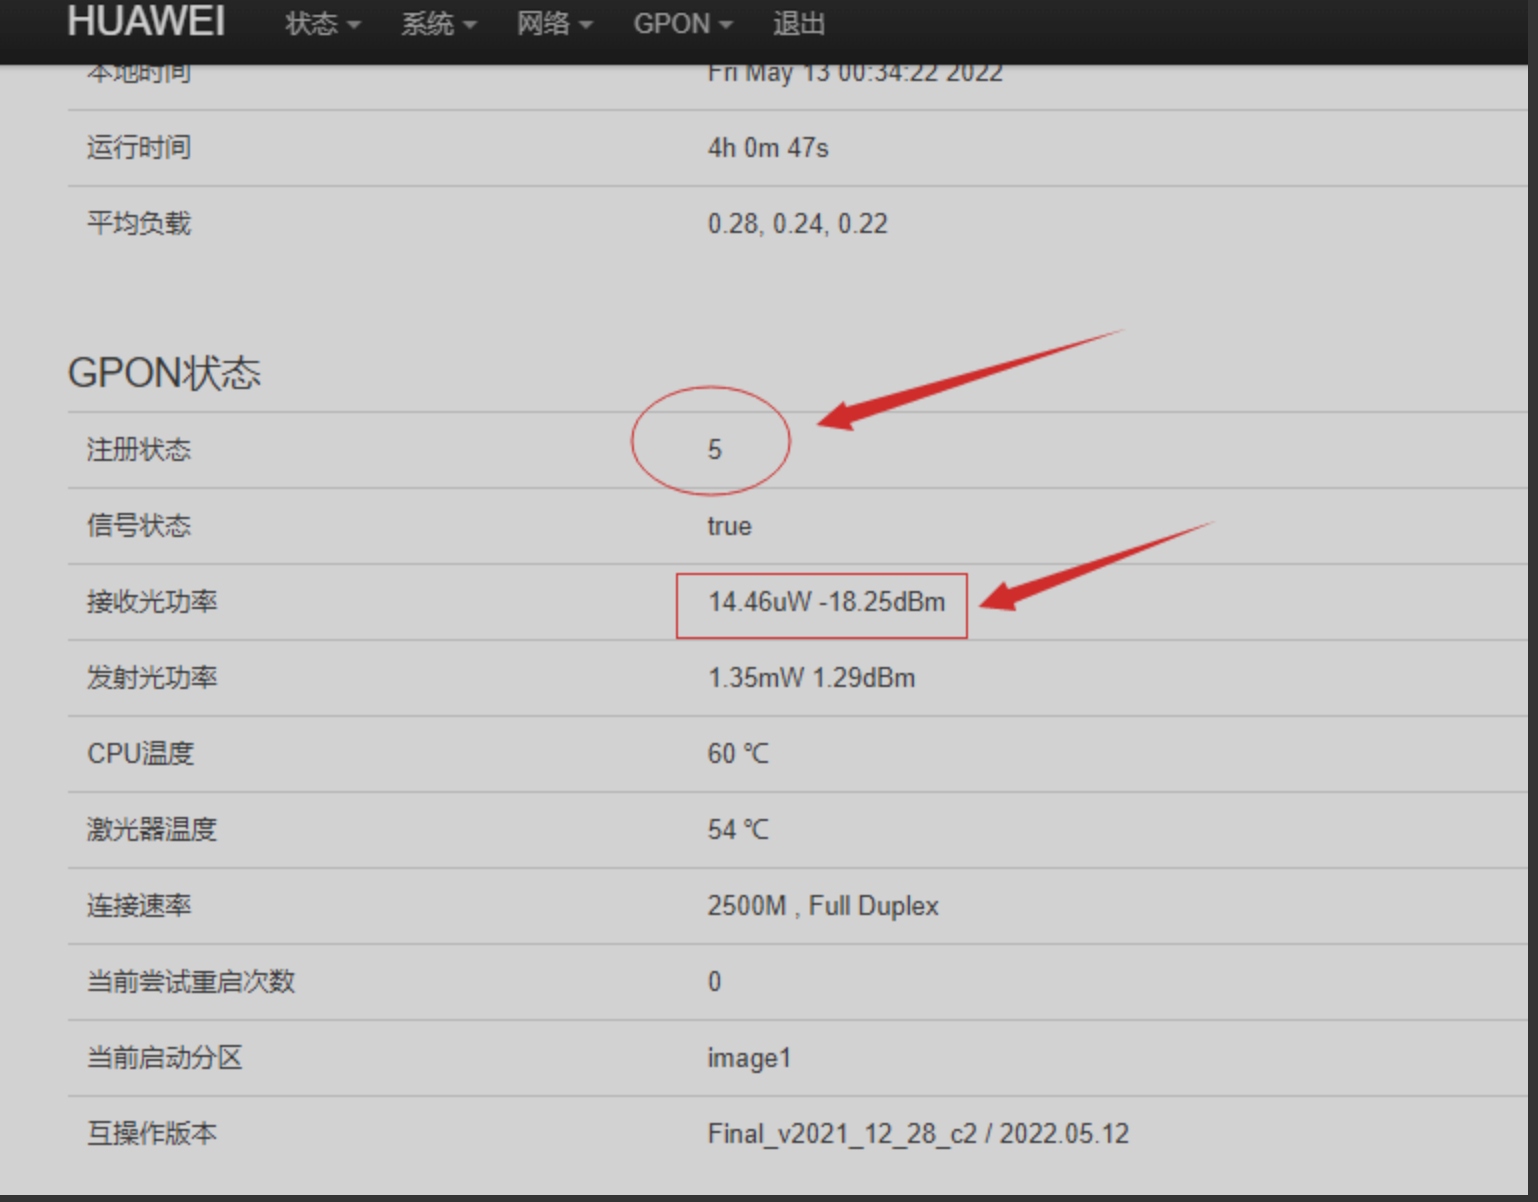 HUAWEI 状态 系统 网络 GPON 退出
本地时间 Fri May 13 00:34:22 2022
运行时间 4h 0m 47s
平均负载 0.28, 0.24, 0.22
GPON状态
注册状态 5
信号状态 true
接收光功率 14.46uW -18.25dBm
发射光功率 1.35mW 1.29dBm
CPU温度 60 ℃
激光器温度 54 ℃
连接速率 2500M , Full Duplex
当前尝试重启次数 0
当前启动分区 image1
互操作版本 Final_v2021_12_28_c2 / 2022.05.12